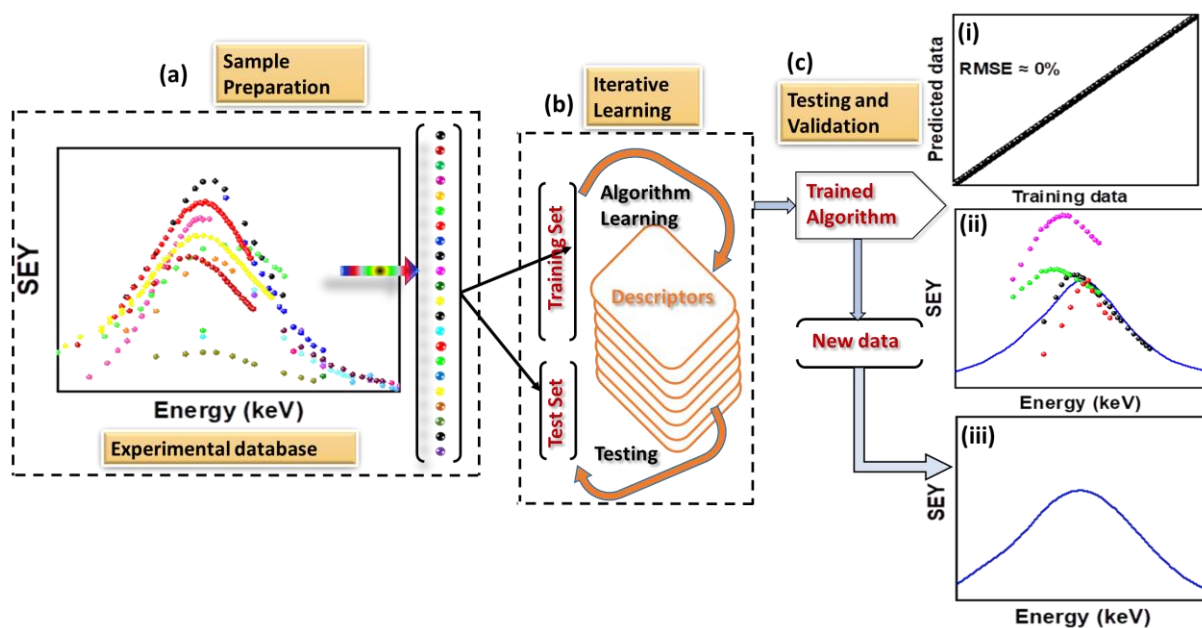 (a)
Sample
Preparation
SEY
Energy (keV)
Experimental database
(b)
Iterative
Learning
Training Set
Test Set
Algorithm
Learning
Descriptors
Testing
(c)
Testing and
Validation
Trained
Algorithm
New data
(i)
RMSE ≈ 0%
Predicted data
Training data
(ii)
SEY
Energy (keV)
(iii)
SEY
Energy (keV)